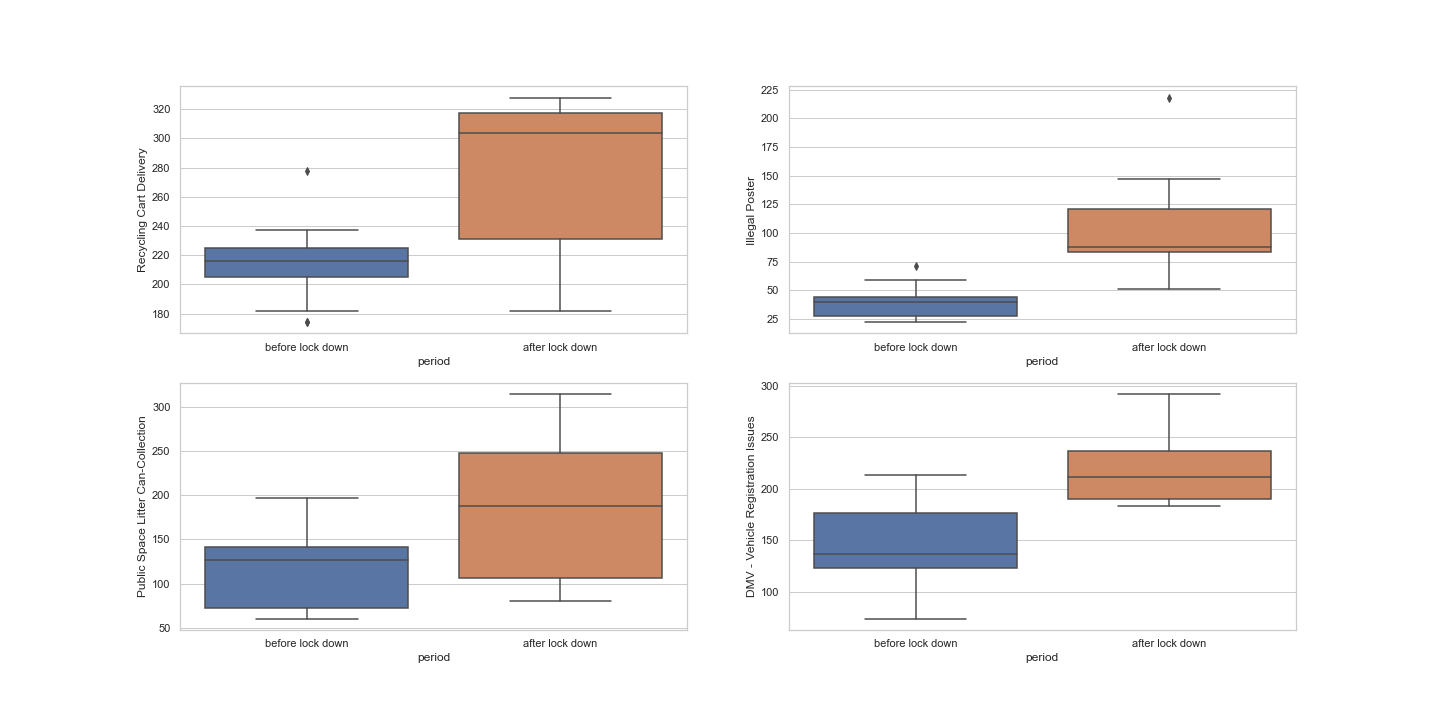 Recycling Cart Delivery
320
300
280
260
240
220
200
180
before lock down
after lock down
period
Illegal Poster
225
200
175
150
125
100
75
50
25
before lock down
after lock down
period
Public Space Litter Can-Collection
300
250
200
150
100
50
before lock down
after lock down
period
DMV - Vehicle Registration Issues
300
250
200
150
100
before lock down
after lock down
period